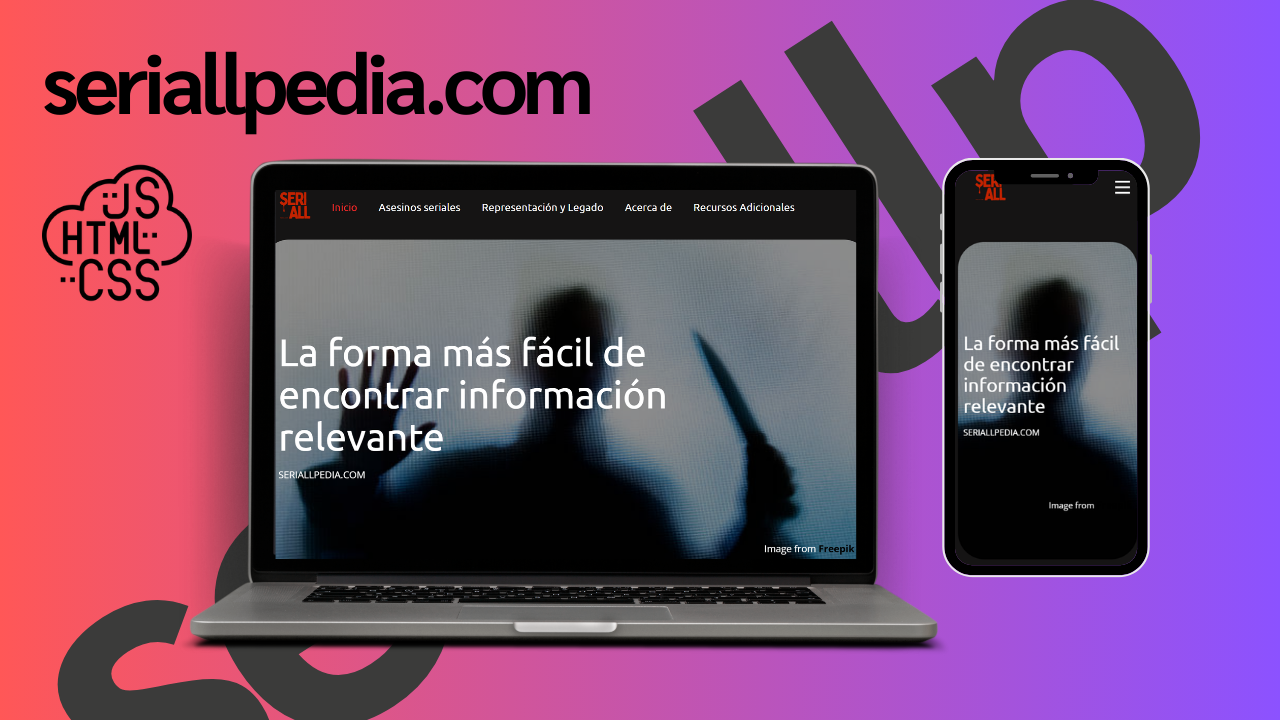 seriallpedia.com
JS
HTML
CSS
SERI
ALL
Inicio
Asesinos seriales
Representación y Legado
Acerca de
Recursos Adicionales
La forma más fácil de
encontrar información
relevante
SERIALLPEDIA.COM
Image from Freepik
ALL
La forma más fácil
de encontrar
información
relevante
SERIALLPEDIA.COM
Image from